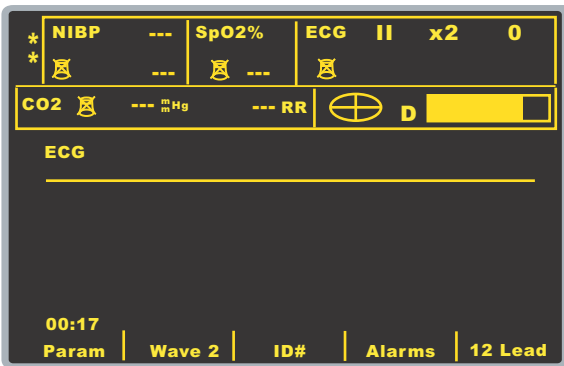 * NIBP --- SpO2% ECG II x2 0
* --- ---
CO2 --- mmHg --- RR D
ECG
00:17
Param Wave 2 ID# Alarms 12 Lead